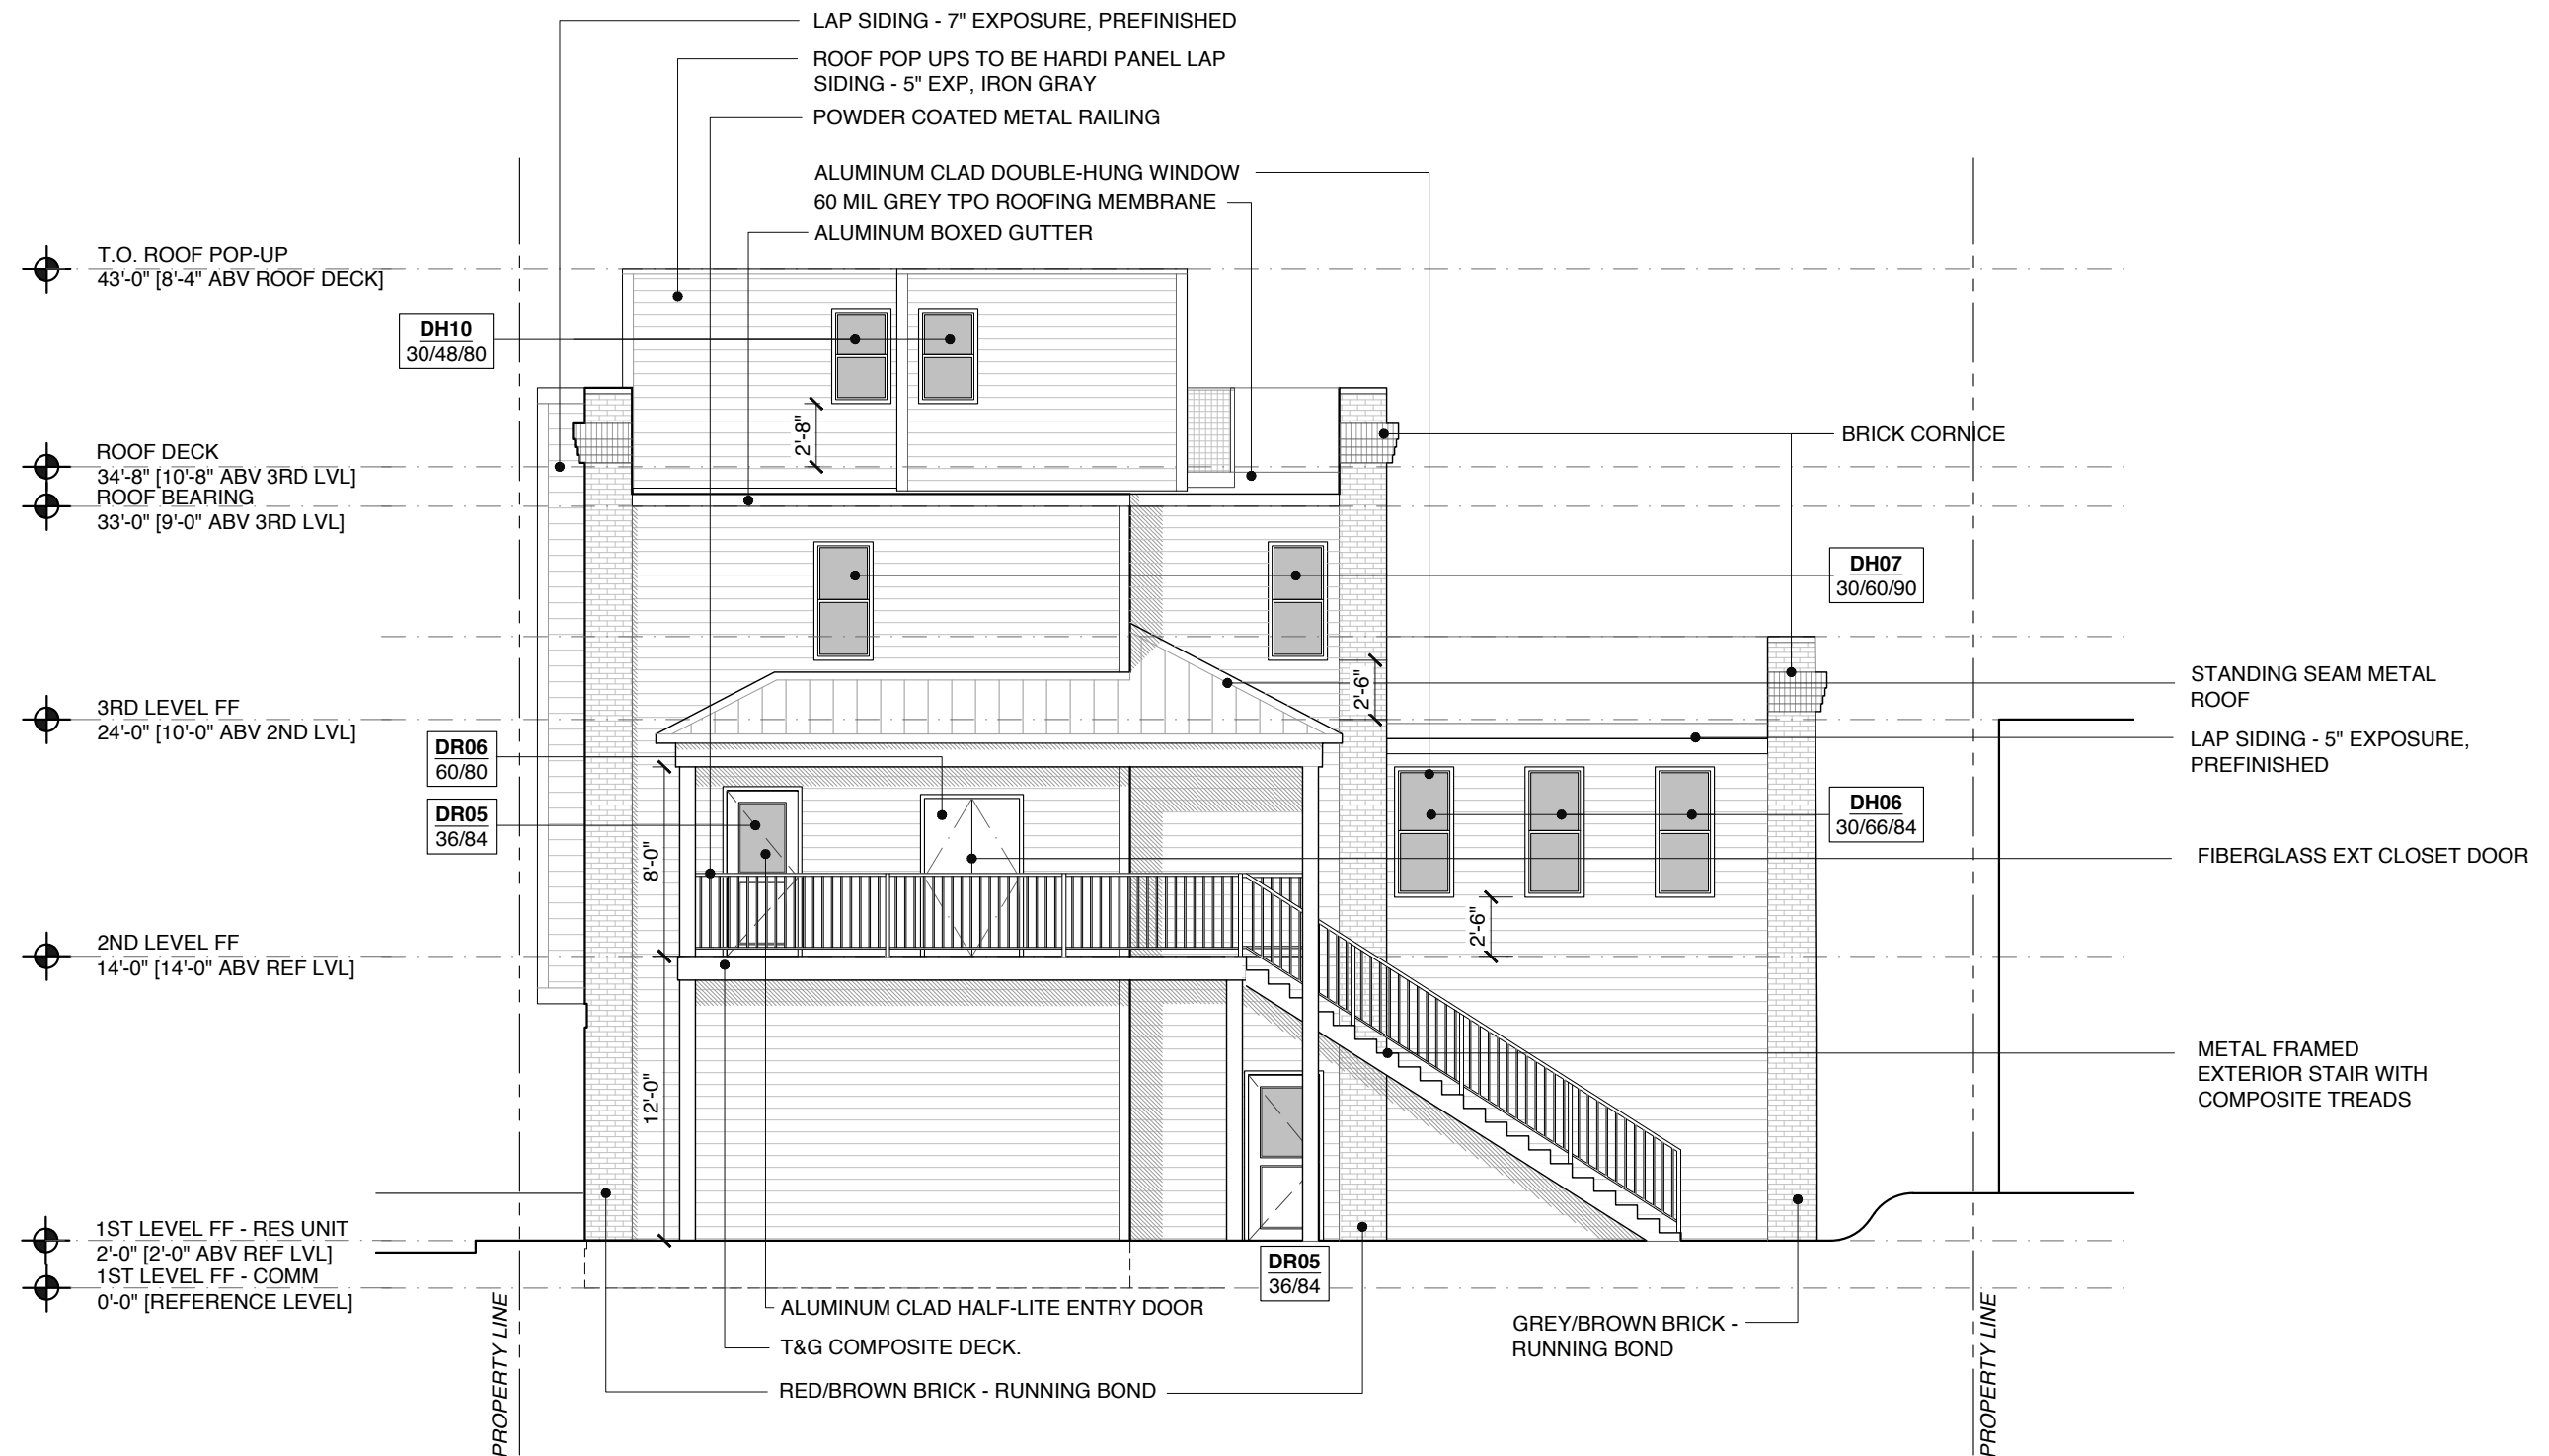 LAP SIDING - 7" EXPOSURE, PREFINISHED
ROOF POP UPS TO BE HARDI PANEL LAP
SIDING - 5" EXP, IRON GRAY
POWDER COATED METAL RAILING
ALUMINUM CLAD DOUBLE-HUNG WINDOW
60 MIL GREY TPO ROOFING MEMBRANE
ALUMINUM BOXED GUTTER
T.O. ROOF POP-UP
43'-0" [8'-4" ABV ROOF DECK]
DH10
30/48/80
2'-8"
BRICK CORNICE
ROOF DECK
34'-8" [10'-8" ABV 3RD LVL]
ROOF BEARING
33'-0" [9'-0" ABV 3RD LVL]
DH07
30/60/90
2'-6"
STANDING SEAM METAL
ROOF
3RD LEVEL FF
24'-0" [10'-0" ABV 2ND LVL]
LAP SIDING - 5" EXPOSURE,
PREFINISHED
DR06
60/80
DR05
36/84
DH06
30/66/84
8'-0"
FIBERGLASS EXT CLOSET DOOR
2'-6"
2ND LEVEL FF
14'-0" [14'-0" ABV REF LVL]
METAL FRAMED
EXTERIOR STAIR WITH
COMPOSITE TREADS
12'-0"
1ST LEVEL FF - RES UNIT
2'-0" [2'-0" ABV REF LVL]
1ST LEVEL FF - COMM
0'-0" [REFERENCE LEVEL]
DR05
36/84
ALUMINUM CLAD HALF-LITE ENTRY DOOR
T&G COMPOSITE DECK.
RED/BROWN BRICK - RUNNING BOND
GREY/BROWN BRICK -
RUNNING BOND
PROPERTY LINE
PROPERTY LINE